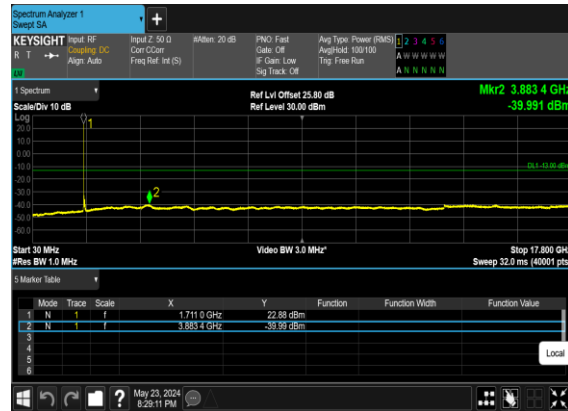 Spectrum Analyzer 1
Swept SA
+
KEYSIGHT Input: RF Input Z: 50 Ω #Atten: 20 dB PNO: Fast Avg Type: Power (RMS) 1 2 3 4 5 6
R T Coupling: DC Corr CCorr Gate: Off Avg|Hold: 100/100 A W W W W W
Align: Auto Freq Ref: Int (S) IF Gain: Low Trig: Free Run
Sig Track: Off A N N N N N
1 Spectrum Ref Lvl Offset 25.80 dB Mkr2 3.883 4 GHz
Scale/Div 10 dB Ref Level 30.00 dBm -39.991 dBm
Log
1
20.0
10.0
0.00
-10.0
DL1 -13.00 dBm
-20.0
-30.0
2
-40.0
-50.0
-60.0
Start 30 MHz Video BW 3.0 MHz* Stop 17.800 GHz
#Res BW 1.0 MHz Sweep 32.0 ms (40001 pts)
5 Marker Table
Mode Trace Scale X Y Function Function Width Function Value
1 N 1 f 1.711 0 GHz 22.88 dBm
2 N 1 f 3.883 4 GHz -39.99 dBm
3
4
5
6
Local
?
May 23, 2024
8:29:11 PM